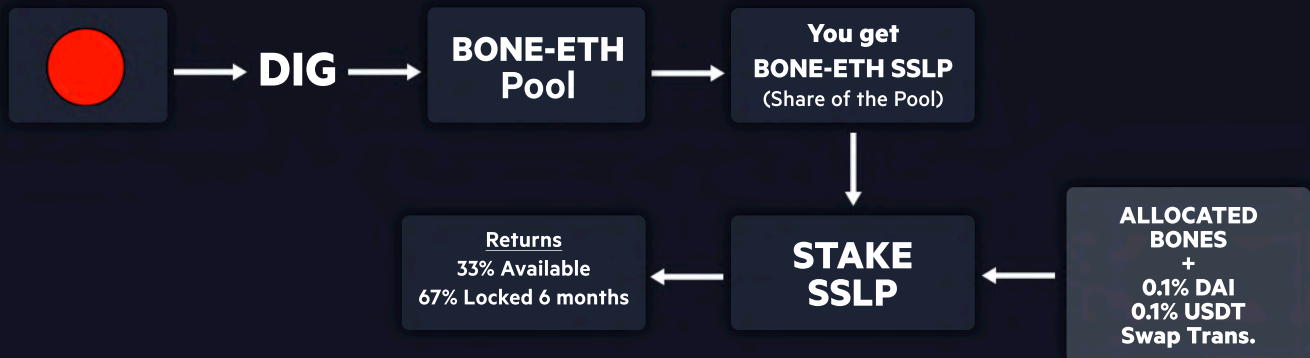 DIG
BONE-ETH
Pool
You get
BONE-ETH SSLP
(Share of the Pool)
Returns
33% Available
67% Locked 6 months
STAKE
SSLP
ALLOCATED
BONES
+
0.1% DAI
0.1% USDT
Swap Trans.